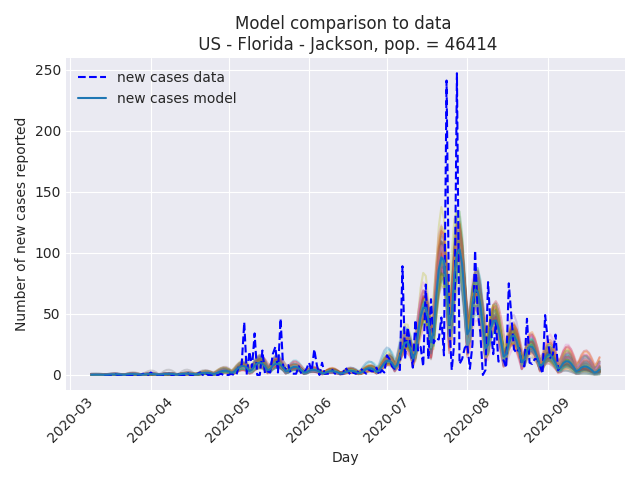 Model comparison to data
US - Florida - Jackson, pop. = 46414
new cases data
new cases model
Number of new cases reported
250
200
150
100
50
0
2020-03
2020-04
2020-05
2020-06
2020-07
2020-08
2020-09
Day